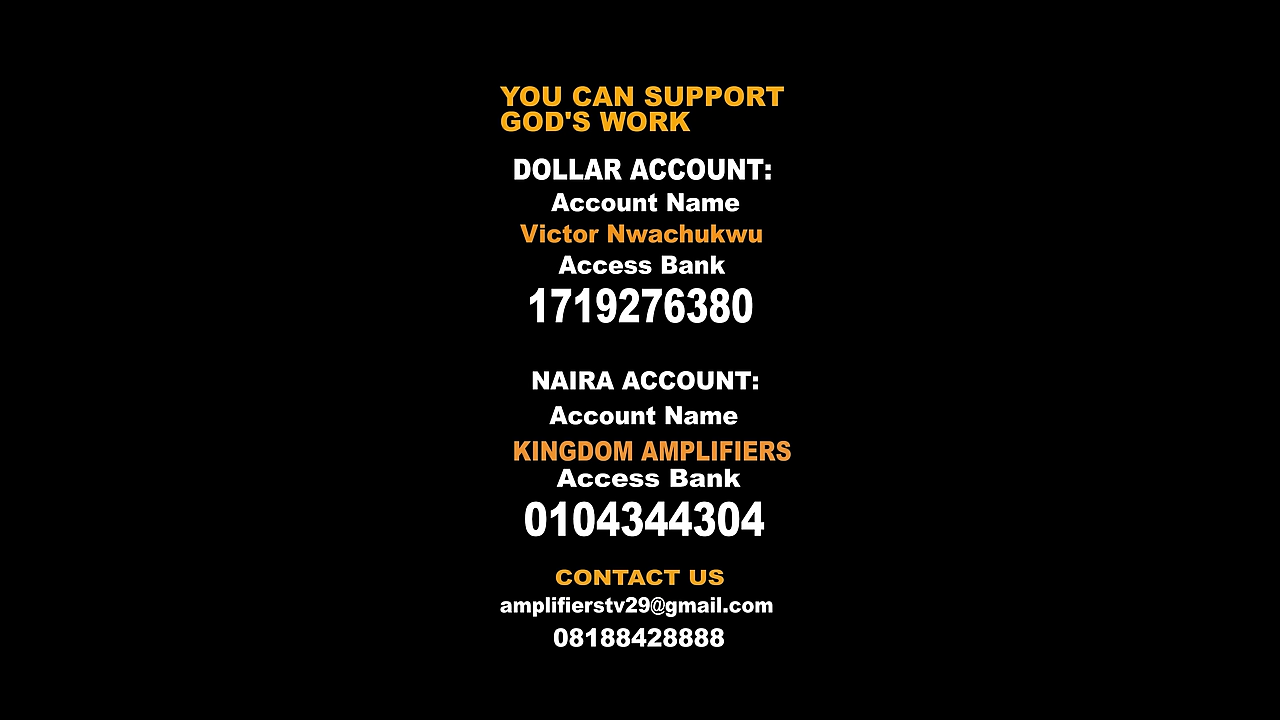 YOU CAN SUPPORT
GOD'S WORK
DOLLAR ACCOUNT:
Account Name
Victor Nwachukwu
Access Bank
1719276380
NAIRA ACCOUNT:
Account Name
KINGDOM AMPLIFIERS
Access Bank
0104344304
CONTACT US
amplifierstv29@gmail.com
08188428888